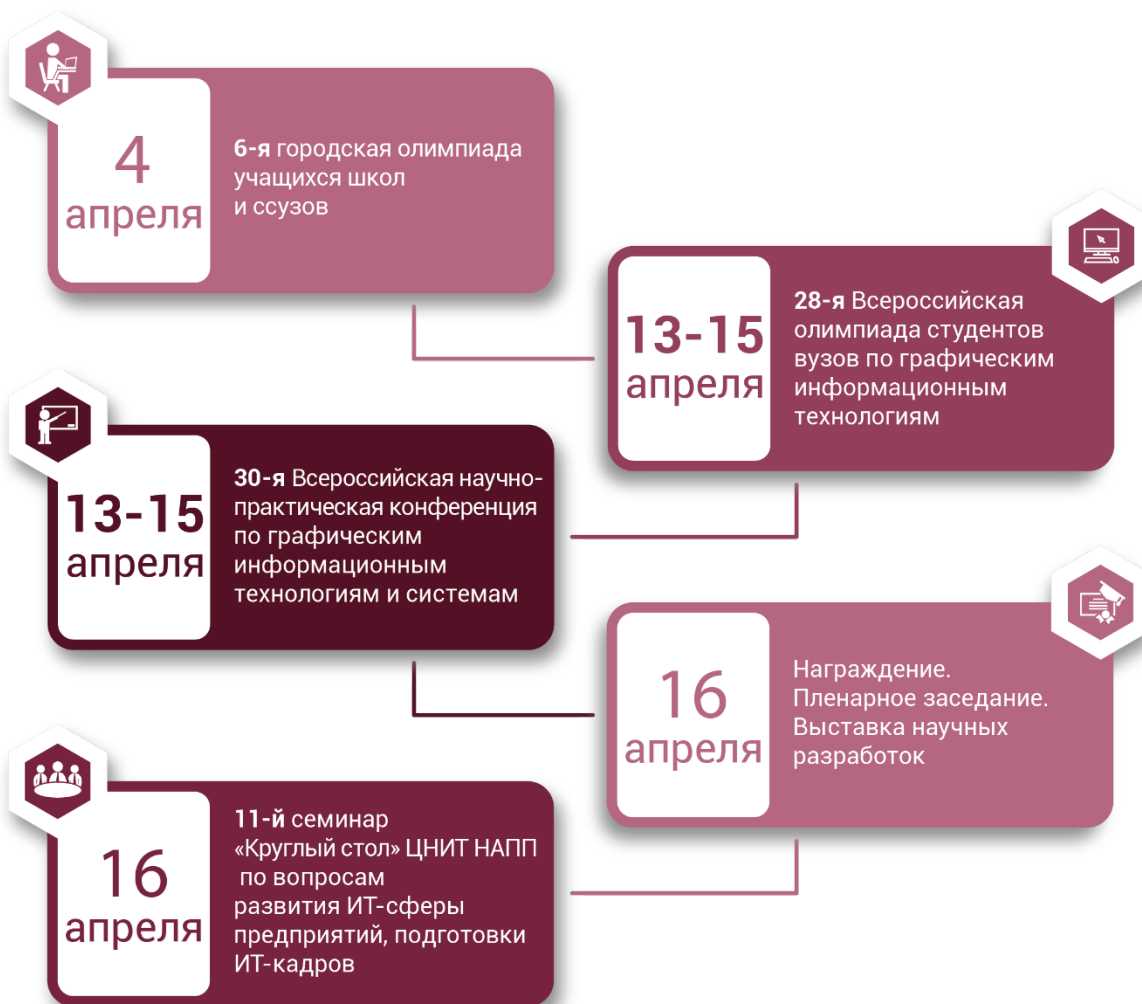 4
апреля
6-я городская олимпиада
учащихся школ
и ссузов
13-15
апреля
28-я Всероссийская
олимпиада студентов
вузов по графическим
информационным
технологиям
13-15
апреля
30-я Всероссийская научно-
практическая конференция
по графическим
информационным
технологиям и системам
16
апреля
Награждение.
Пленарное заседание.
Выставка научных
разработок
16
апреля
11-й семинар
«Круглый стол» ЦНИТ НАПП
по вопросам
развития ИТ-сферы
предприятий, подготовки
ИТ-кадров